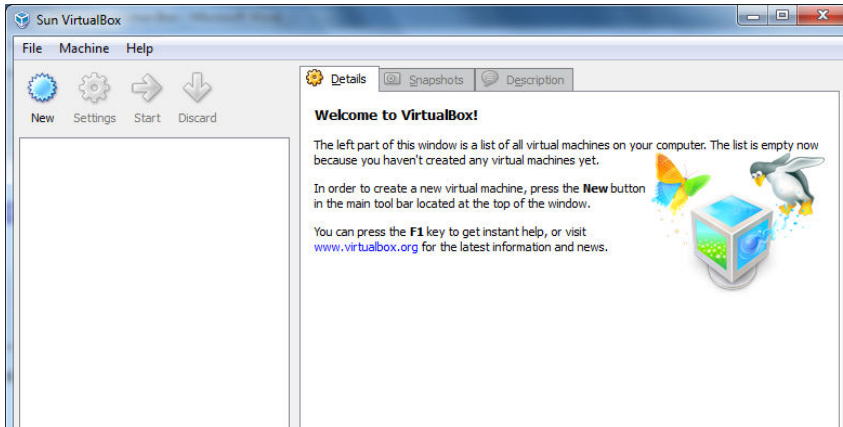 Sun VirtualBox
File Machine Help
New Settings Start Discard
Details Snapshots Description
Welcome to VirtualBox!
The left part of this window is a list of all virtual machines on your computer. The list is empty now
because you haven't created any virtual machines yet.
In order to create a new virtual machine, press the New button
in the main tool bar located at the top of the window.
You can press the F1 key to get instant help, or visit
www.virtualbox.org for the latest information and news.